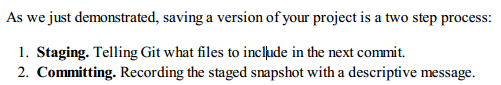 As we just demonstrated, saving a version of your project is a two step process:
1. Staging. Telling Git what files to include in the next commit.
2. Committing. Recording the staged snapshot with a descriptive message.